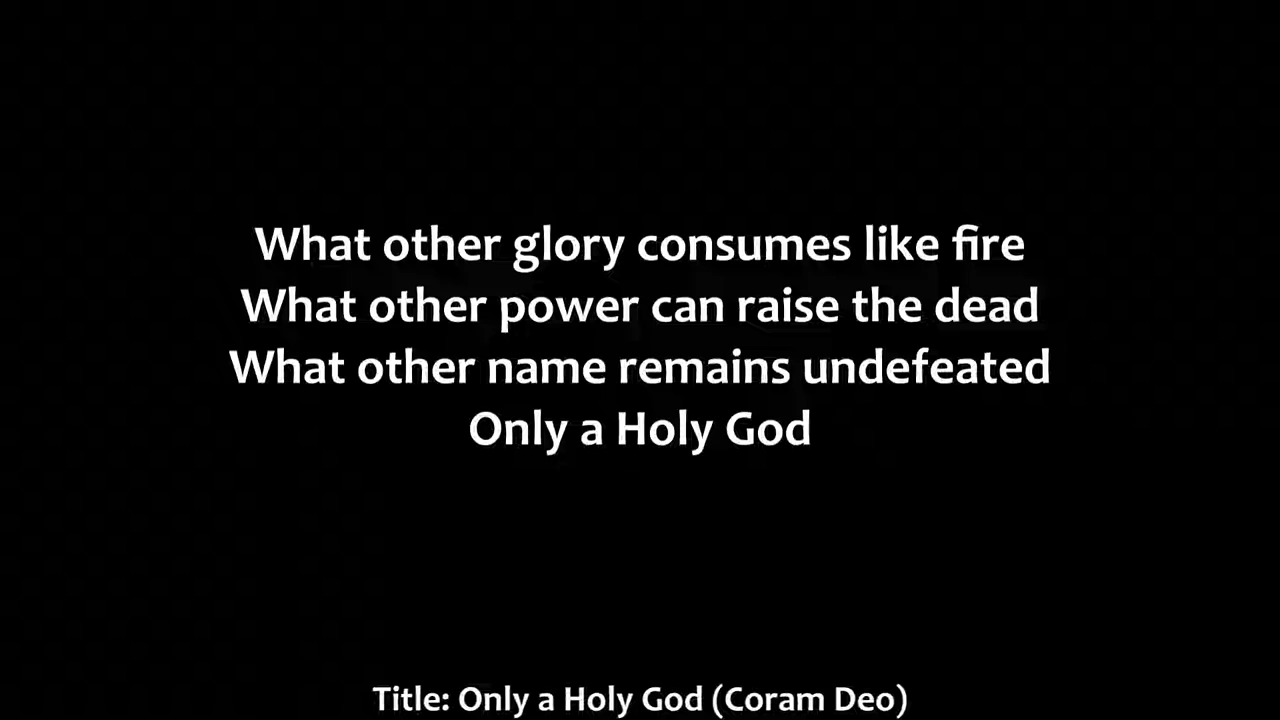 What other glory consumes like fire
What other power can raise the dead
What other name remains undefeated
Only a Holy God
Title: Only a Holy God (Coram Deo)